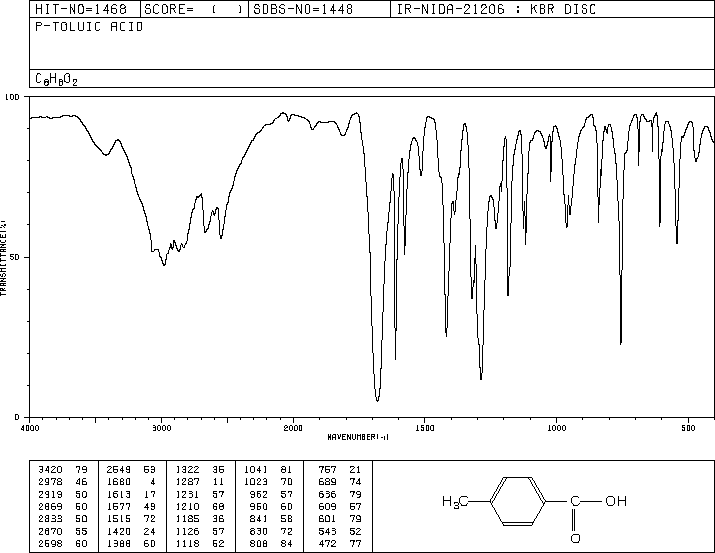 HIT-NO=1468 SCORE= ( ) SDBS-NO=1448 IR-NIDA-21206 : KBR DISC
P-TOLUIC ACID
C8H8O2
100
50
0
TRANSMITTANCE(%)
4000 3000 2000 1500 1000 500
WAVENUMBER(-1)
3420 79 2549 53 1322 35 1041 81 757 21
2978 46 1680 4 1287 11 1023 70 689 74
2919 50 1613 17 1231 57 962 57 636 79
2869 50 1577 49 1210 68 950 60 609 57
2833 50 1515 72 1185 36 841 58 601 79
2670 55 1420 24 1126 57 830 72 543 52
2598 60 1388 60 1118 52 808 84 472 77
H3C C OH
O